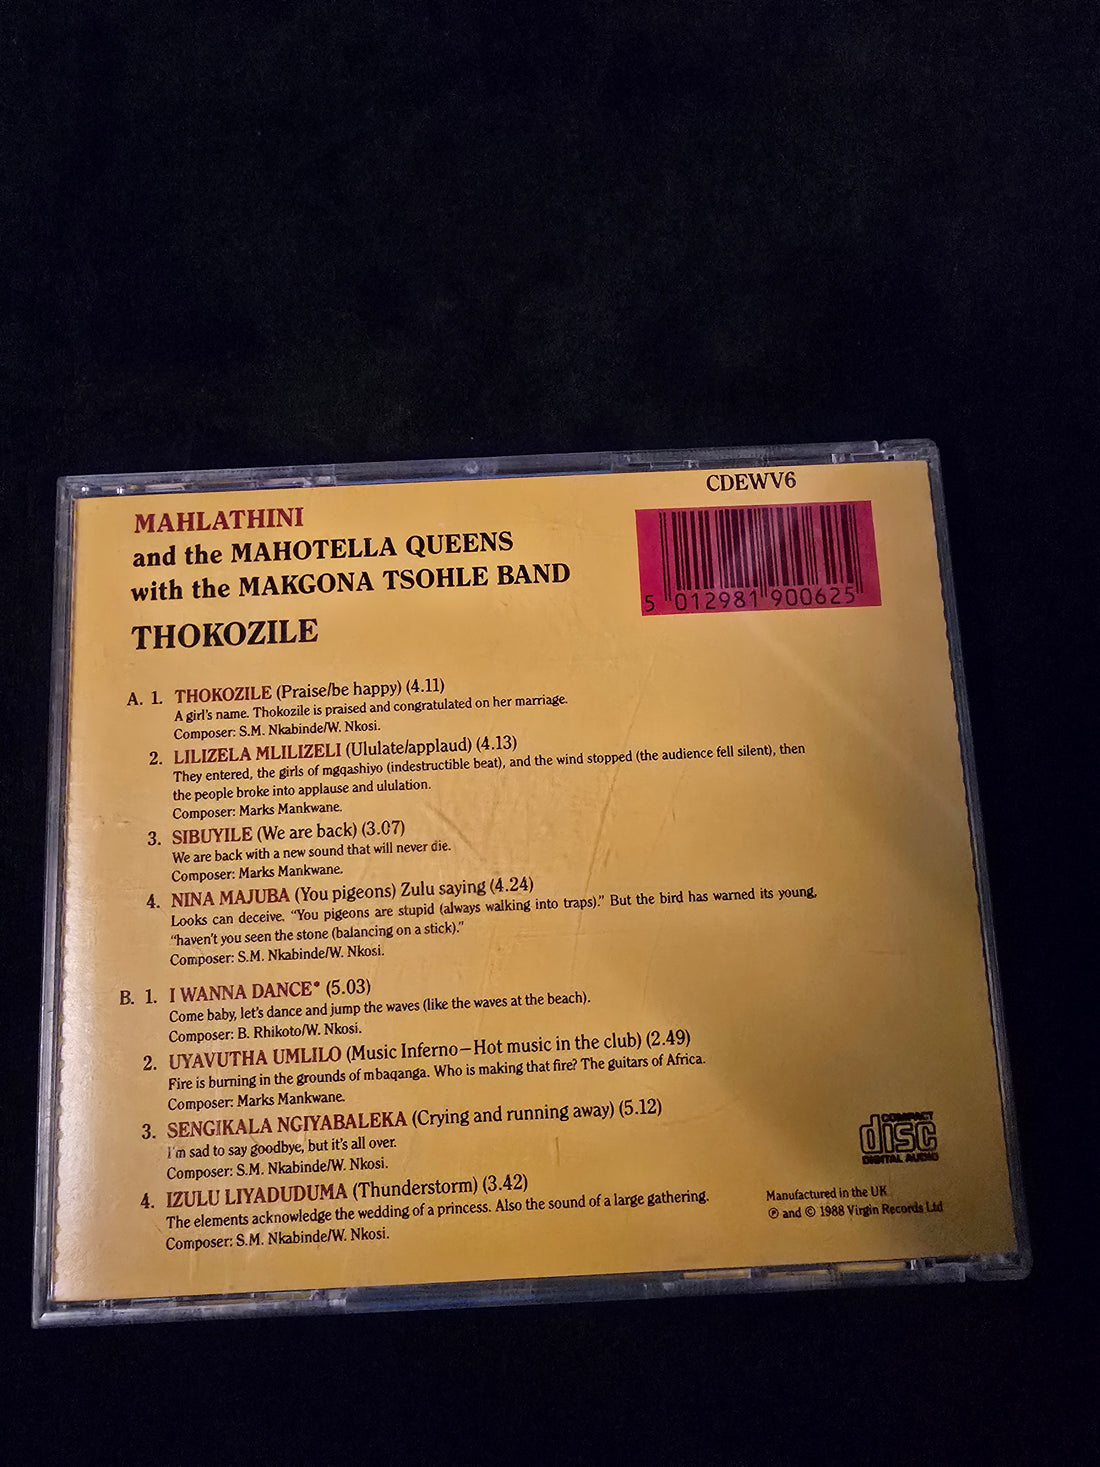 CDEWV6
MAHLATHINI
and the MAHOTELLA QUEENS
with the MAKGONA TSOHLE BAND
THOKOZILE
5 012981 900625
A. 1. THOKOZILE (Praise/be happy) (4.11)
A girl's name. Thokozile is praised and congratulated on her marriage.
Composer: S.M. Nkabinde/W. Nkosi.
2. LILIZELA MLILIZELI (Ululate/applaud) (4.13)
They entered, the girls of mgqashiyo (indestructible beat), and the wind stopped (the audience fell silent), then
the people broke into applause and ululation.
Composer: Marks Mankwane.
3. SIBUYILE (We are back) (3.07)
We are back with a new sound that will never die.
Composer: Marks Mankwane.
4. NINA MAJUBA (You pigeons) Zulu saying (4.24)
Looks can deceive. "You pigeons are stupid (always walking into traps)." But the bird has warned its young,
"haven't you seen the stone (balancing on a stick)."
Composer: S.M. Nkabinde/W. Nkosi.
B. 1. I WANNA DANCE* (5.03)
Come baby, let's dance and jump the waves (like the waves at the beach).
Composer: B. Rhikoto/W. Nkosi.
2. UYAVUTHA UMLILO (Music Inferno–Hot music in the club) (2.49)
Fire is burning in the grounds of mbaqanga. Who is making that fire? The guitars of Africa.
Composer: Marks Mankwane.
3. SENGIKALA NGIYABALEKA (Crying and running away) (5.12)
I'm sad to say goodbye, but it's all over.
Composer: S.M. Nkabinde/W. Nkosi.
4. IZULU LIYADUDUMA (Thunderstorm) (3.42)
The elements acknowledge the wedding of a princess. Also the sound of a large gathering.
Composer: S.M. Nkabinde/W. Nkosi.
COMPACT
disc
DIGITAL AUDIO
Manufactured in the UK
℗ and © 1988 Virgin Records Ltd